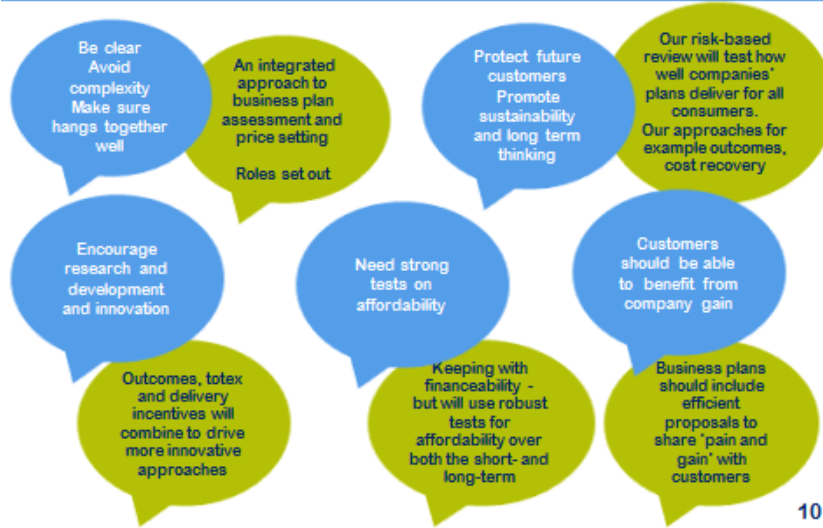 Be clear
Avoid
complexity
Make sure
hangs together
well
An integrated
approach to
business plan
assessment and
price setting
Roles set out
Protect future
customers
Promote
sustainability
and long term
thinking
Our risk-based
review will test how
well companies'
plans deliver for all
consumers.
Our approaches for
example outcomes,
cost recovery
Encourage
research and
development
and innovation
Outcomes, totex
and delivery
incentives will
combine to drive
more innovative
approaches
Need strong
tests on
affordability
Keeping with
financeability -
but will use robust
tests for
affordability over
both the short- and
long-term
Customers
should be able
to benefit from
company gain
Business plans
should include
efficient
proposals to
share 'pain and
gain' with
customers
10